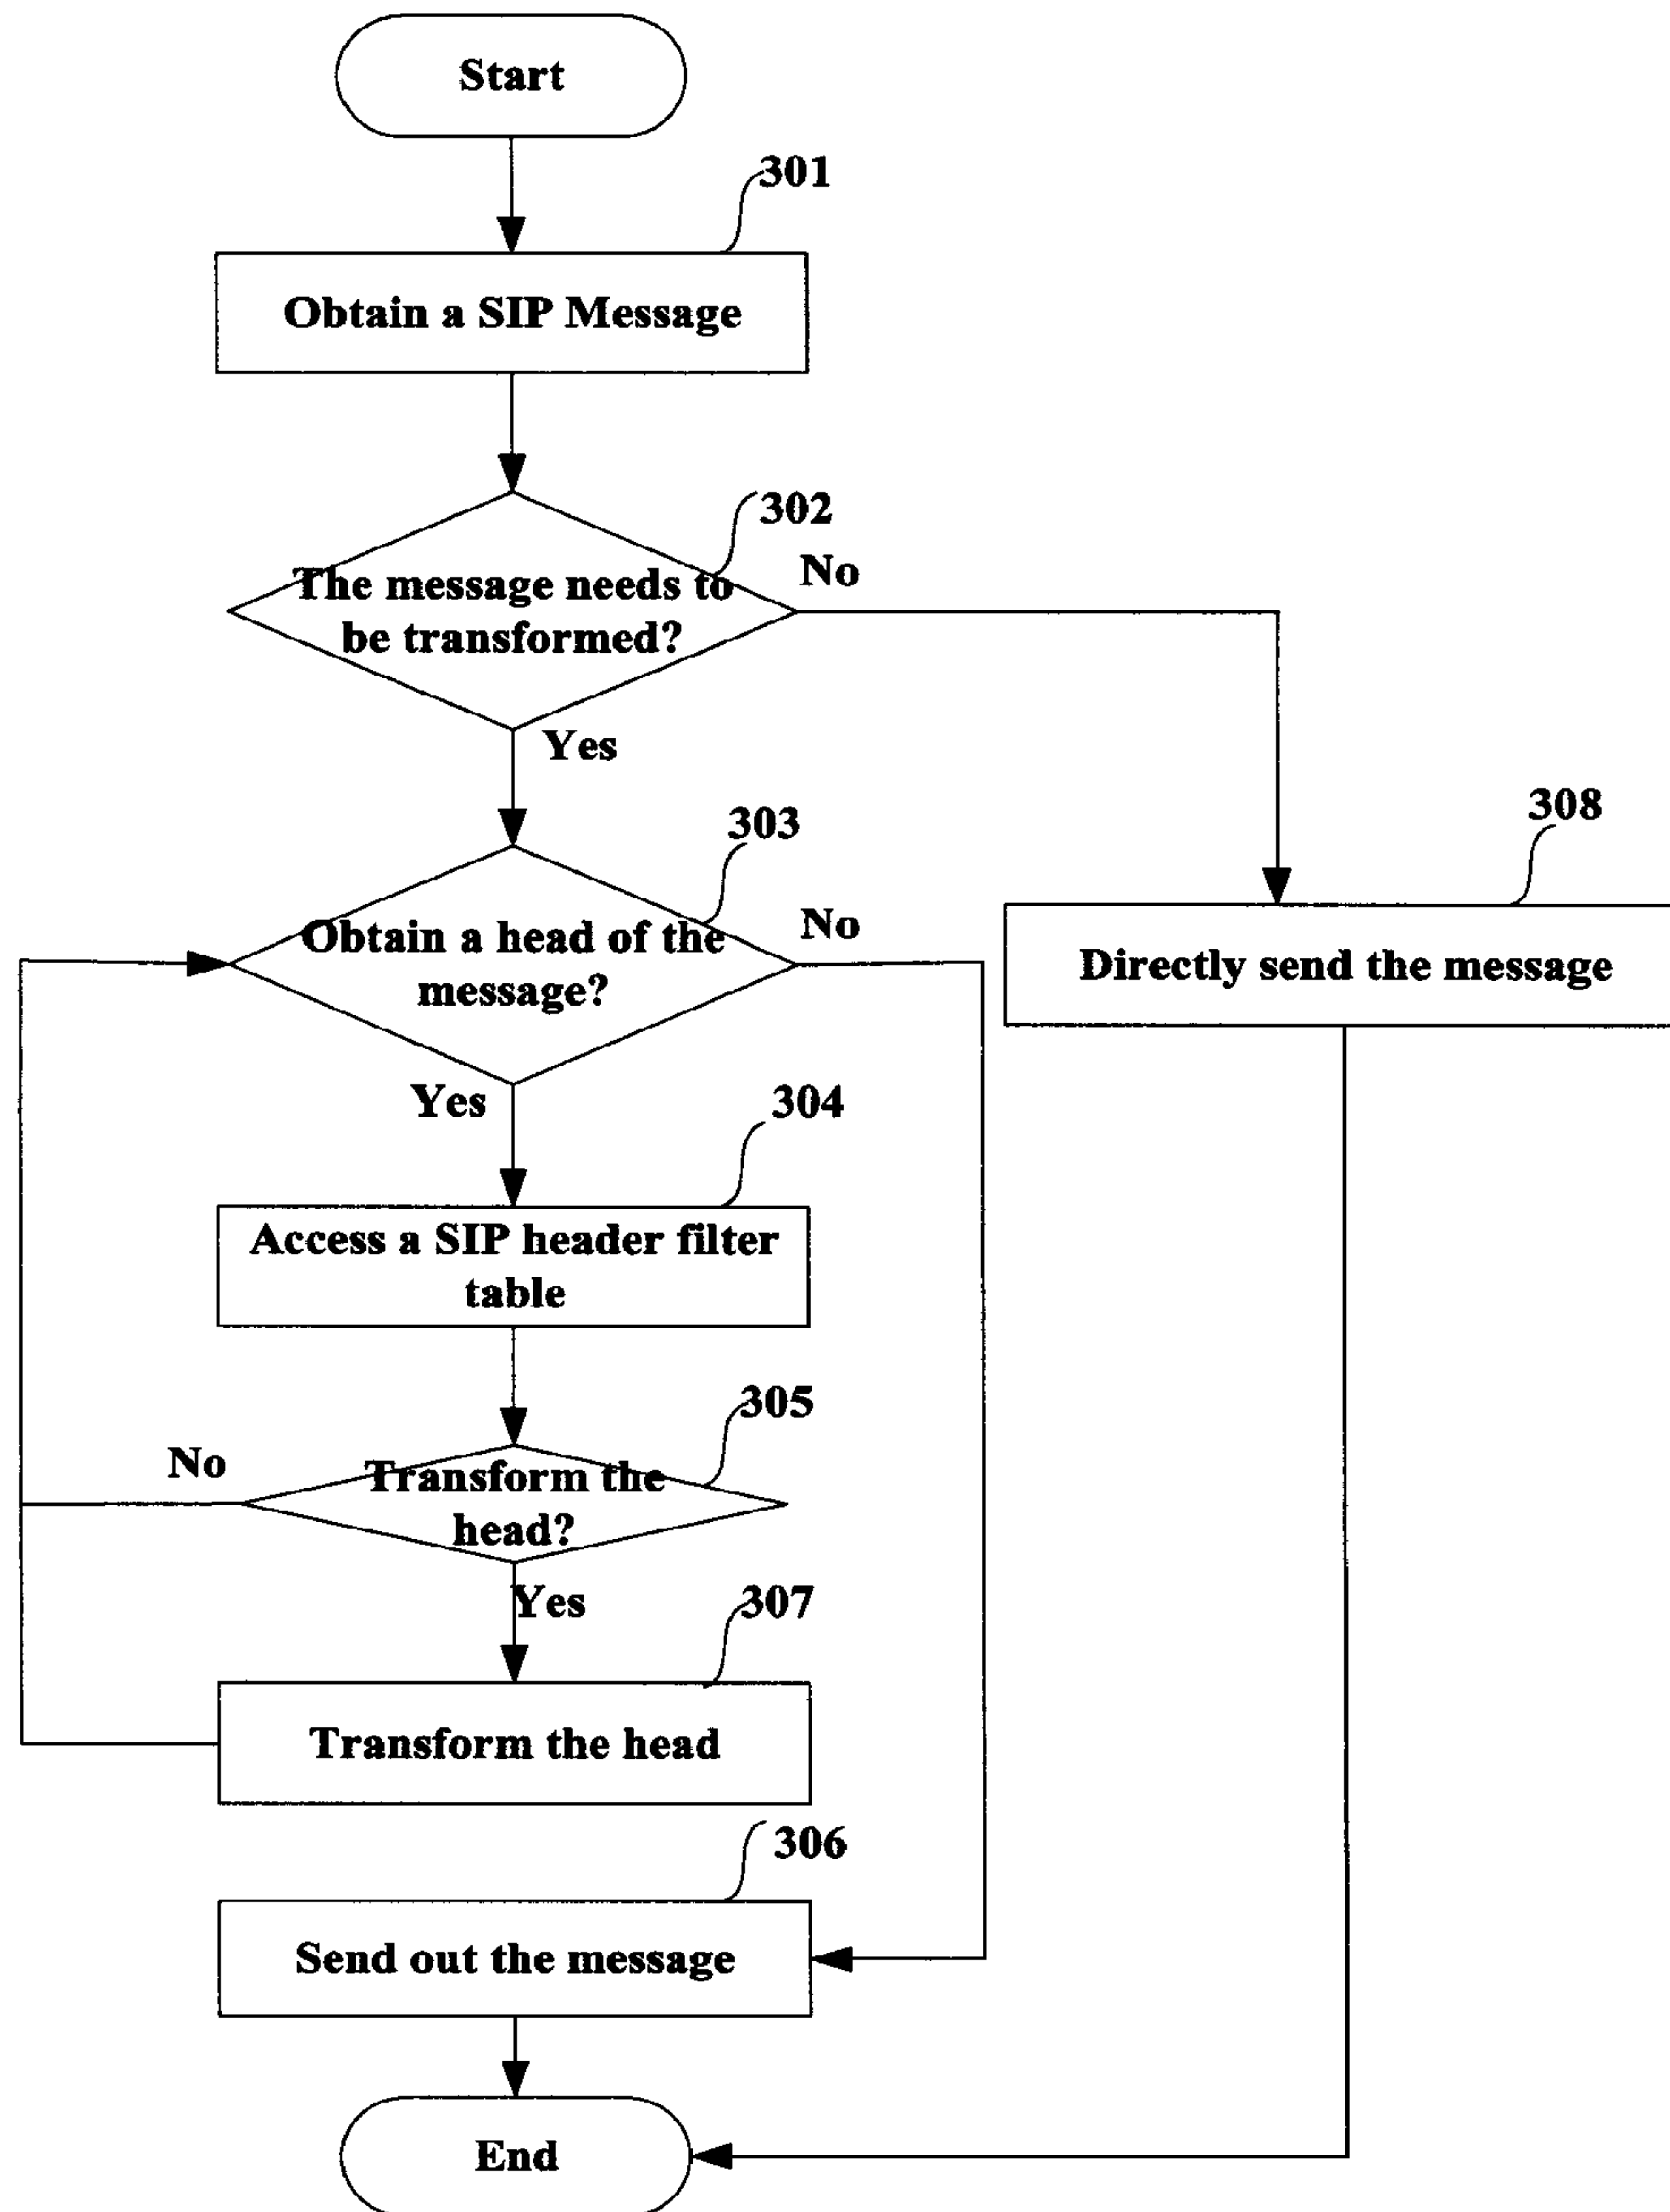 Start
301
Obtain a SIP Message
302
The message needs to
be transformed?
No
Yes
303
Obtain a head of the
message?
No
308
Directly send the message
Yes
304
Access a SIP header filter
table
305
No
Transform the
head?
Yes
307
Transform the head
306
Send out the message
End